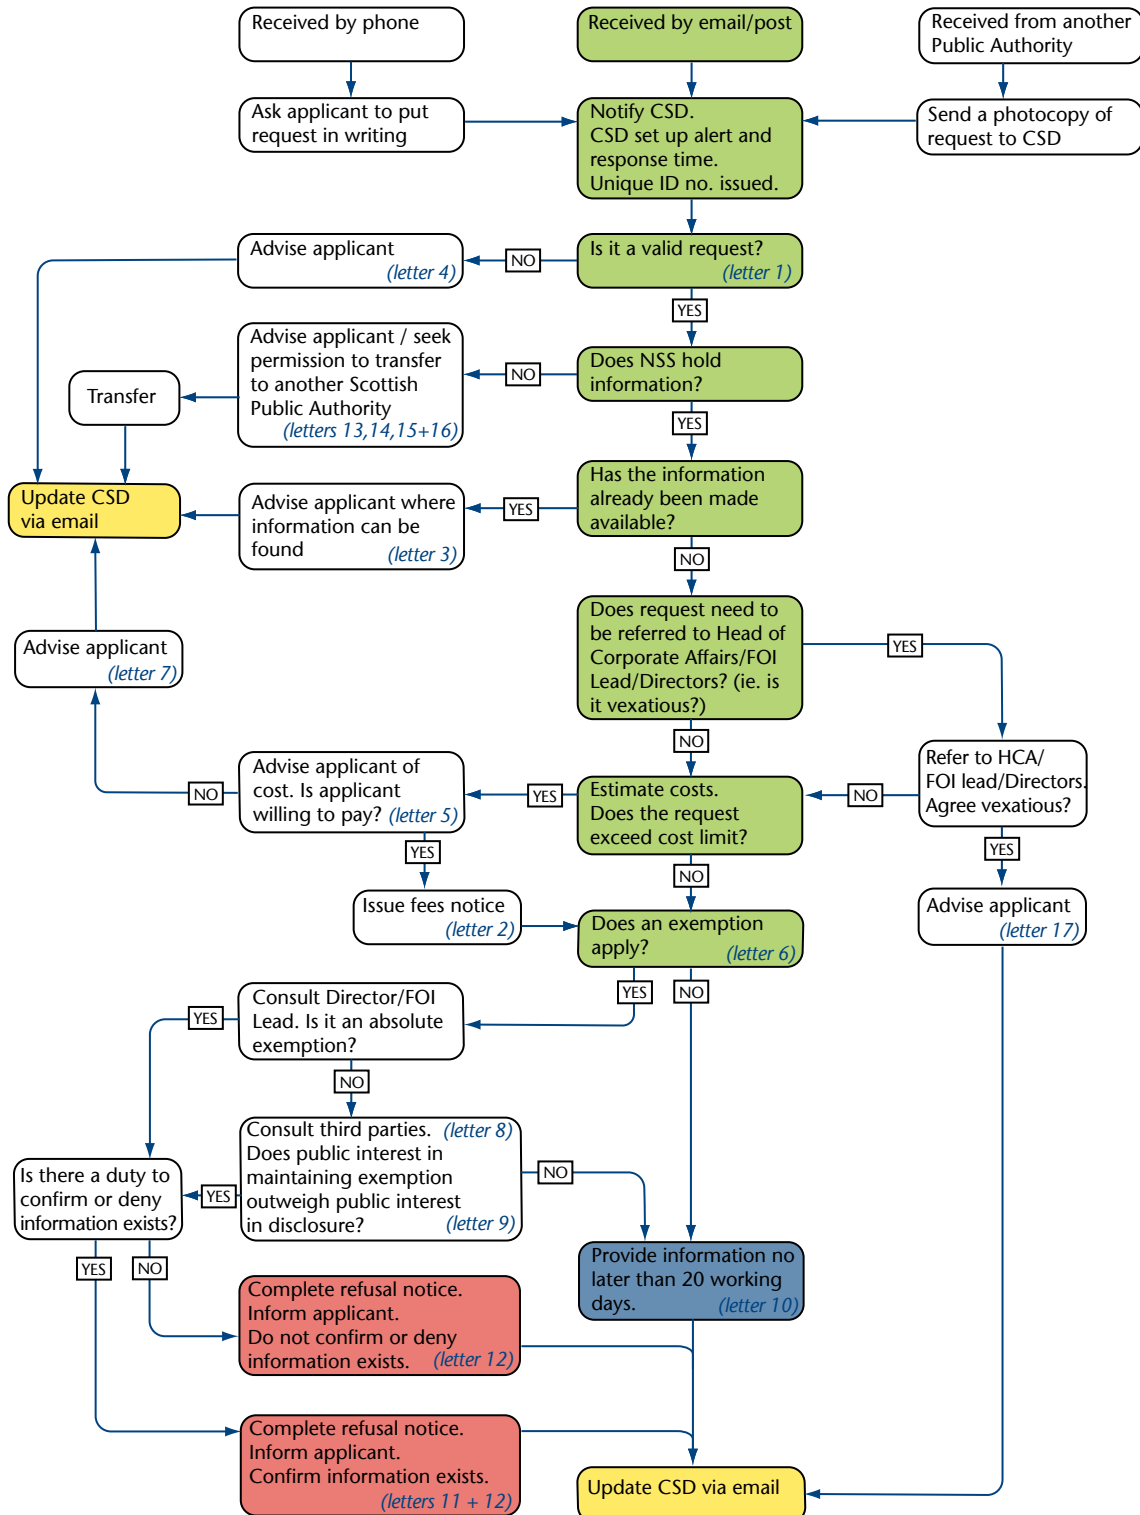 Received by phone
Received by email/post
Received from another
Public Authority
Ask applicant to put
request in writing
Notify CSD.
CSD set up alert and
response time.
Unique ID no. issued.
Send a photocopy of
request to CSD
Advise applicant
(letter 4)
NO
Is it a valid request?
(letter 1)
YES
Advise applicant / seek
permission to transfer
to another Scottish
Public Authority
(letters 13,14,15+16)
NO
Does NSS hold
information?
Transfer
YES
Update CSD
via email
Advise applicant where
information can be
found
(letter 3)
YES
Has the information
already been made
available?
NO
Does request need to
be referred to Head of
Corporate Affairs/FOI
Lead/Directors? (ie. is
it vexatious?)
YES
Advise applicant
(letter 7)
NO
Refer to HCA/
FOI lead/Directors.
Agree vexatious?
NO
Advise applicant of
cost. Is applicant
willing to pay? (letter 5)
YES
Estimate costs.
Does the request
exceed cost limit?
NO
YES
YES
NO
Issue fees notice
(letter 2)
Does an exemption
apply?
(letter 6)
Advise applicant
(letter 17)
YES
NO
YES
Consult Director/FOI
Lead. Is it an absolute
exemption?
NO
Consult third parties. (letter 8)
Does public interest in
maintaining exemption
outweigh public interest
in disclosure?
(letter 9)
NO
YES
Is there a duty to
confirm or deny
information exists?
YES
NO
Provide information no
later than 20 working
days.
(letter 10)
Complete refusal notice.
Inform applicant.
Do not confirm or deny
information exists. (letter 12)
Complete refusal notice.
Inform applicant.
Confirm information exists.
(letters 11 + 12)
Update CSD via email